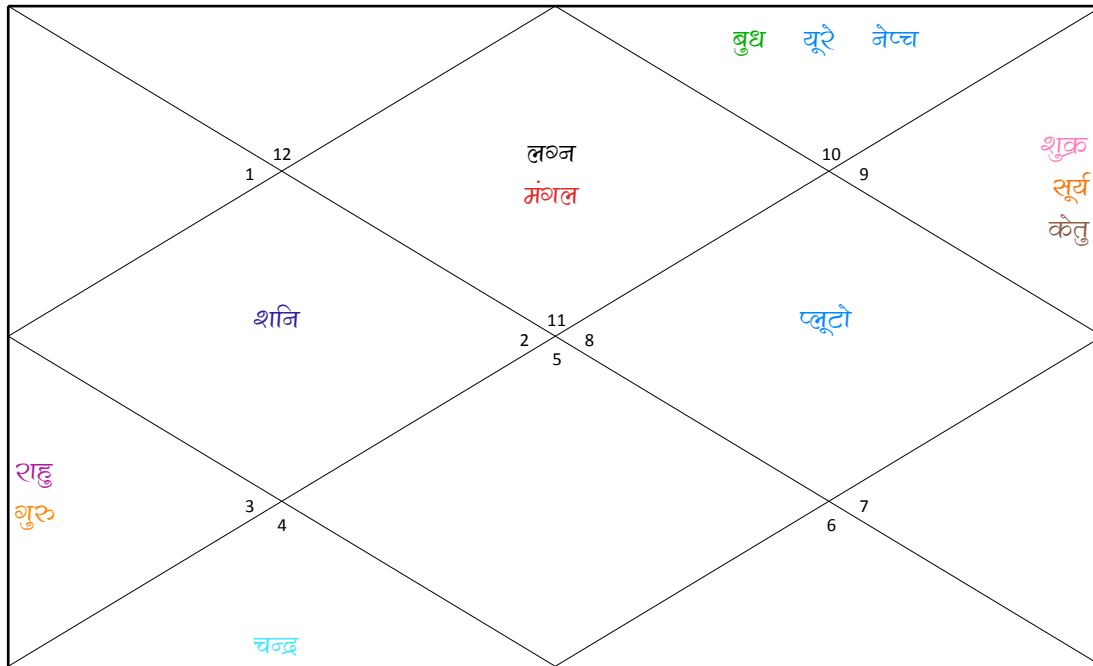 बुध यूरे नेप्च
12
लग्न
10
शुक्र
1
9
मंगल
सूर्य
केतु
शनि
11
प्लूटो
2
8
5
राहु
गुरु
3
7
4
6
चन्द्र